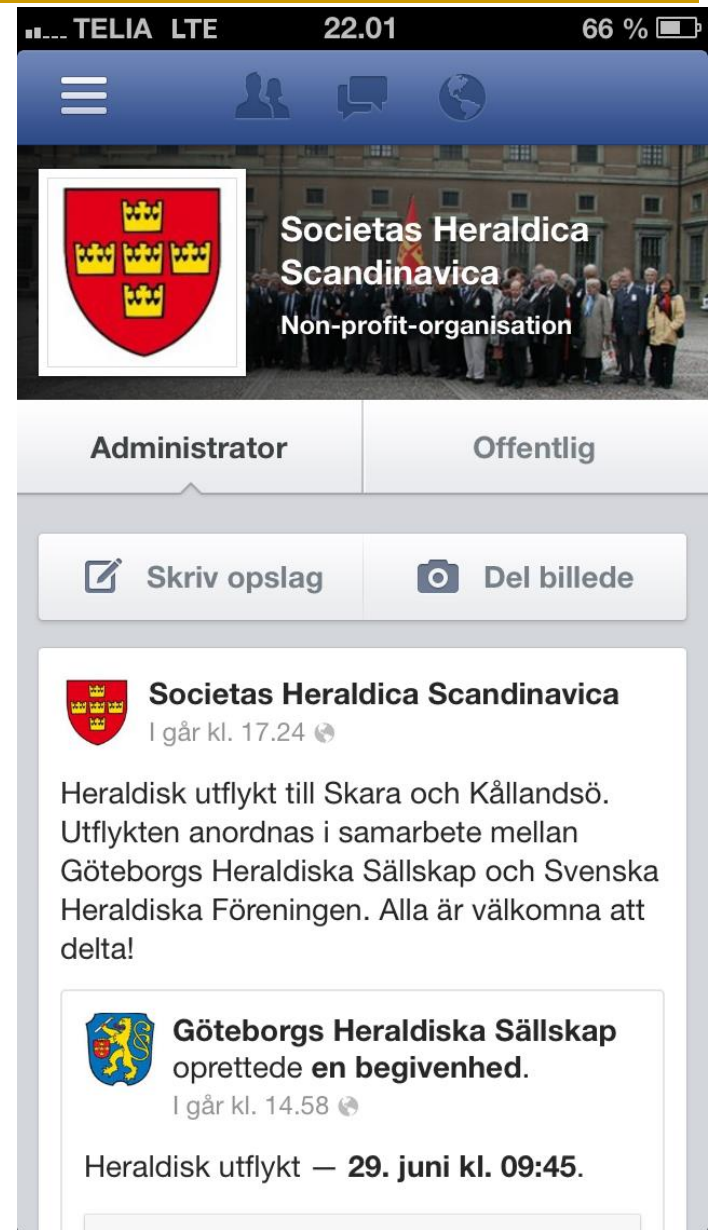 TELIA LTE 22.01 66 %
Societas Heraldica
Scandinavica
Non-profit-organisation
Administrator Offentlig
Skriv opslag Del billede
Societas Heraldica Scandinavica
I går kl. 17.24
Heraldisk utflykt till Skara och Kållandsö.
Utflykten anordnas i samarbete mellan
Göteborgs Heraldiska Sällskap och Svenska
Heraldiska Föreningen. Alla är välkomna att
delta!
Göteborgs Heraldiska Sällskap
oprettede en begivenhed.
I går kl. 14.58
Heraldisk utflykt — 29. juni kl. 09:45.